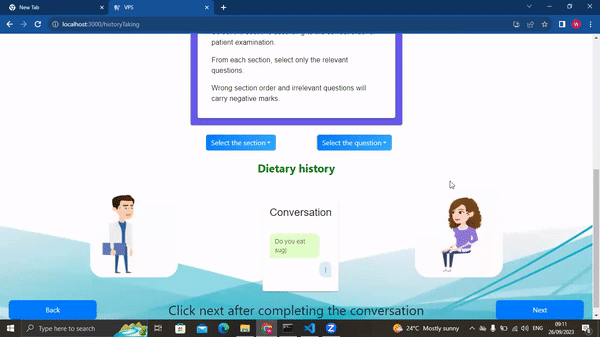 New Tab
VPS
localhost:3000/historyTaking
patient examination.
From each section, select only the relevant
questions.
Wrong section order and irrelevant questions will
carry negative marks.
Select the section
Select the question
Dietary history
Conversation
Do you eat
sugj
Click next after completing the conversation
Back
Next
Type here to search
24°C Mostly sunny
ENG
09:11
26/09/2023